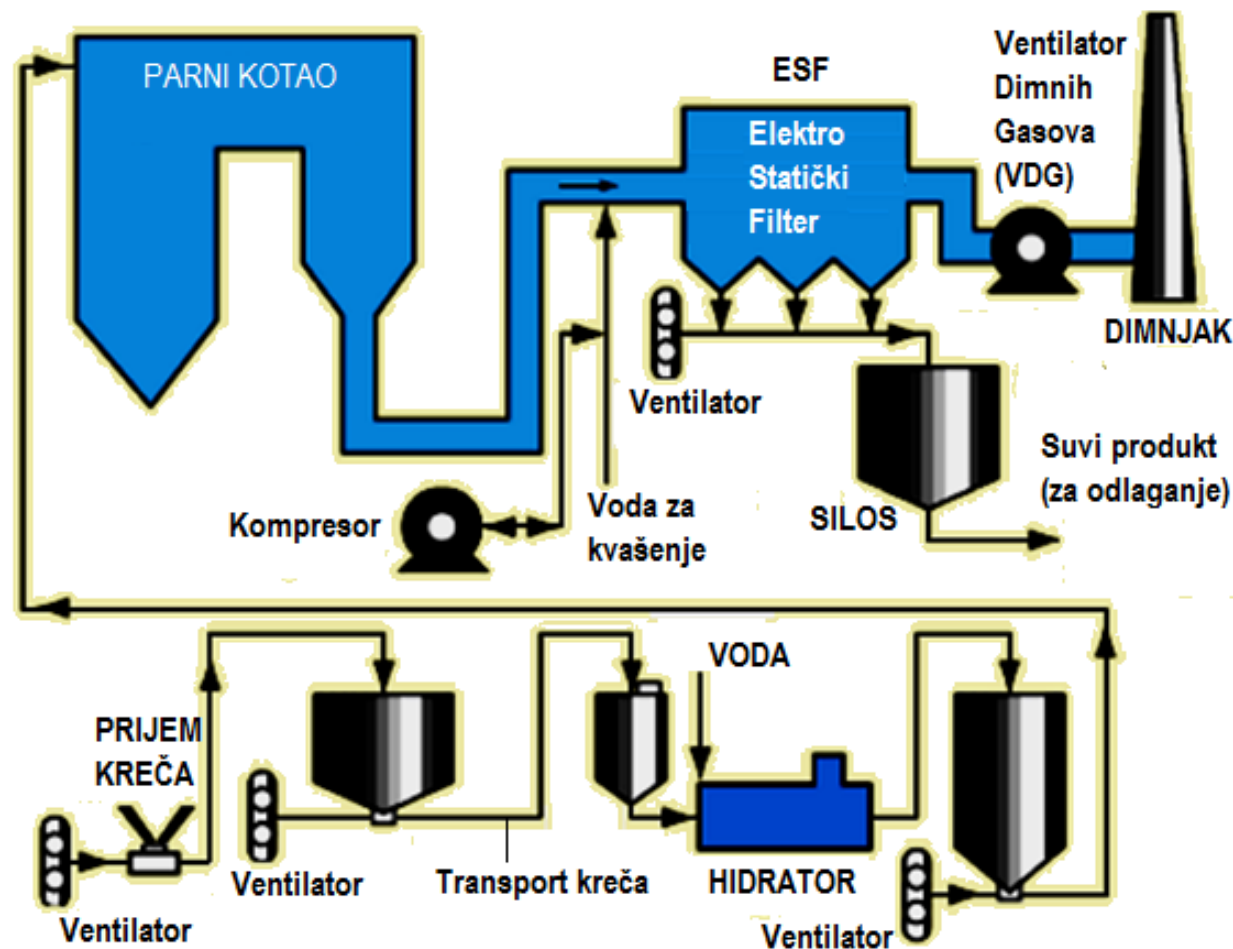 PARNI KOTAO
ESF
Elektro
Statički
Filter
Ventilator
Dimnih
Gasova
(VDG)
DIMNJAK
Ventilator
Suvi produkt
(za odlaganje)
SILOS
Kompresor
Voda za
kvašenje
VODA
PRIJEM
KREČA
Ventilator
Transport kreča
HIDRATOR
Ventilator
Ventilator